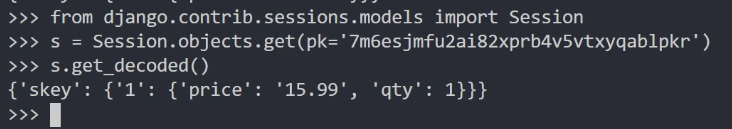 >>> from django.contrib.sessions.models import Session
>>> s = Session.objects.get(pk='7m6esjmfu2ai82xprb4v5vtxyqablpkr')
>>> s.get_decoded()
{'skey': {'1': {'price': '15.99', 'qty': 1}}}
>>>